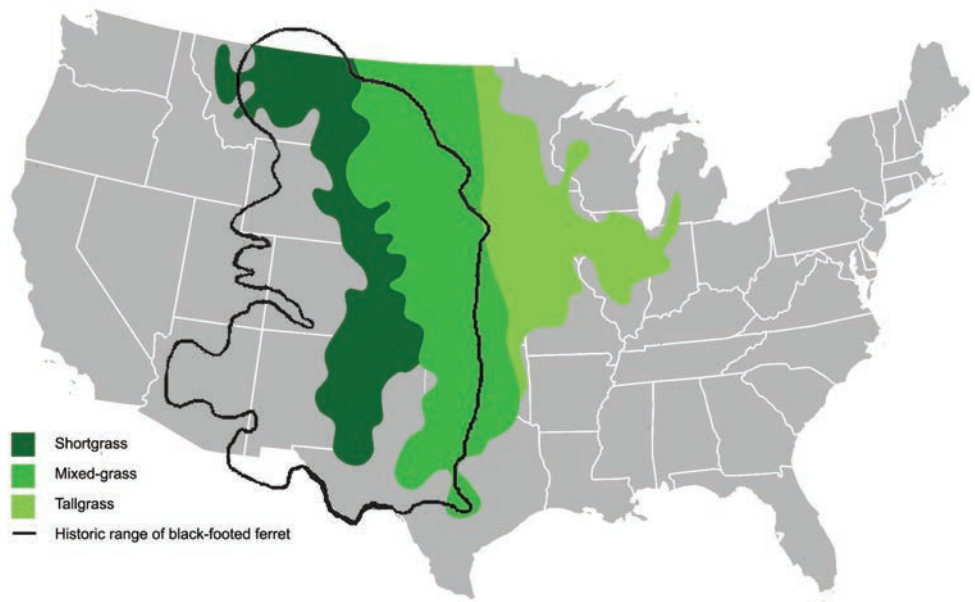 Shortgrass
Mixed-grass
Tallgrass
Historic range of black-footed ferret